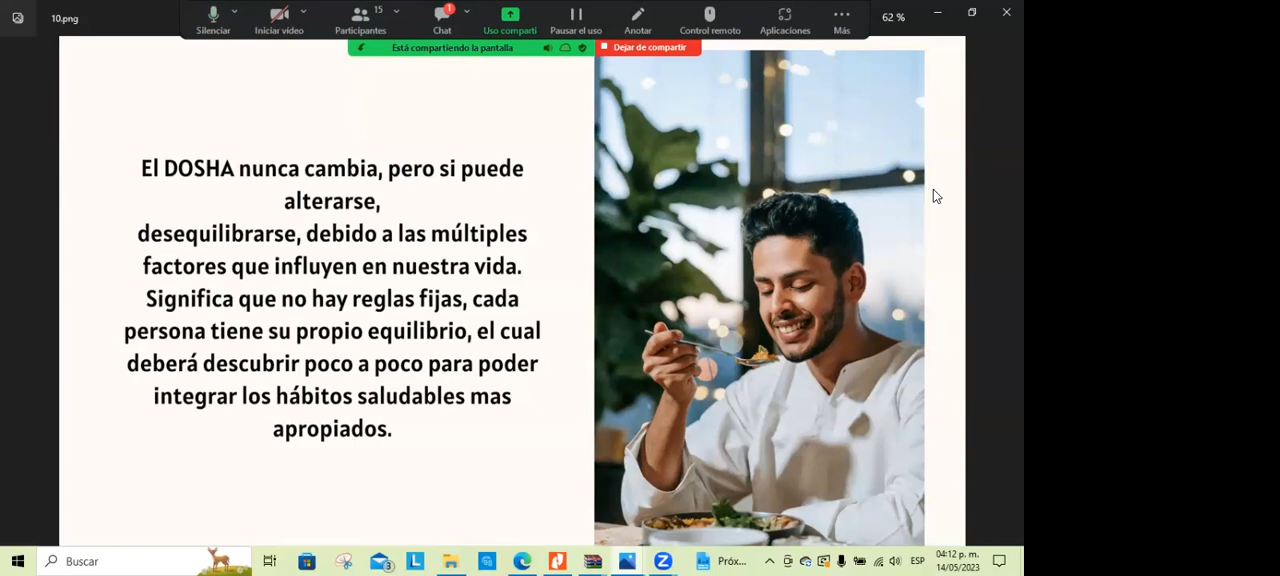 10.png
15
1
62 %
Silenciar
Iniciar vídeo
Participantes
Chat
Uso comparti
Pausar el uso
Anotar
Control remoto
Aplicaciones
Más
Está compartiendo la pantalla
Dejar de compartir
El DOSHA nunca cambia, pero si puede
alterarse,
desequilibrarse, debido a las múltiples
factores que influyen en nuestra vida.
Significa que no hay reglas fijas, cada
persona tiene su propio equilibrio, el cual
deberá descubrir poco a poco para poder
integrar los hábitos saludables mas
apropiados.
Buscar
3
L
Z
Próx...
ESP
04:12 p. m.
14/05/2023